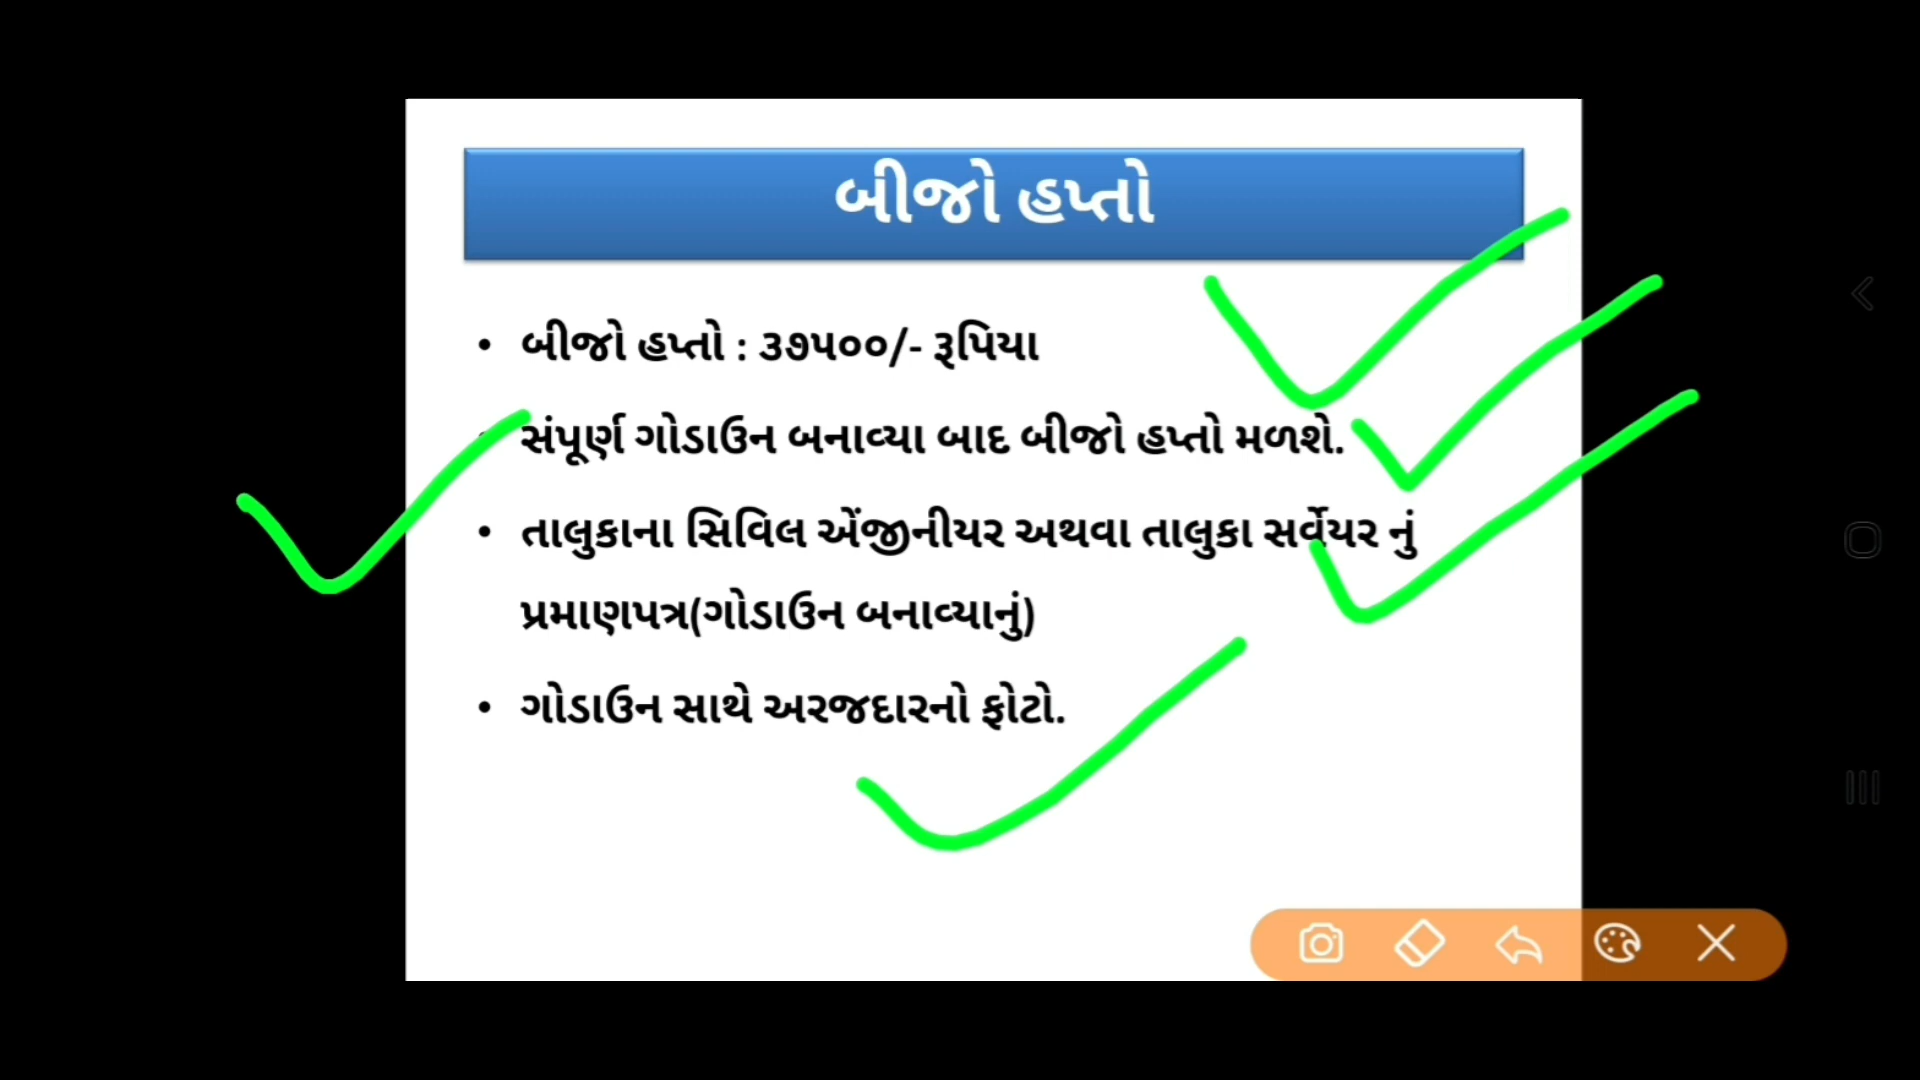 બીજો હપ્તો
• બીજો હપ્તો : ૩૭૫૦૦/- રૂપિયા
• સંપૂર્ણ ગોડાઉન બનાવ્યા બાદ બીજો હપ્તો મળશે.
• તાલુકાના સિવિલ એંજીનીયર અથવા તાલુકા સર્વેયર નું
પ્રમાણપત્ર(ગોડાઉન બનાવ્યાનું)
• ગોડાઉન સાથે અરજદારનો ફોટો.